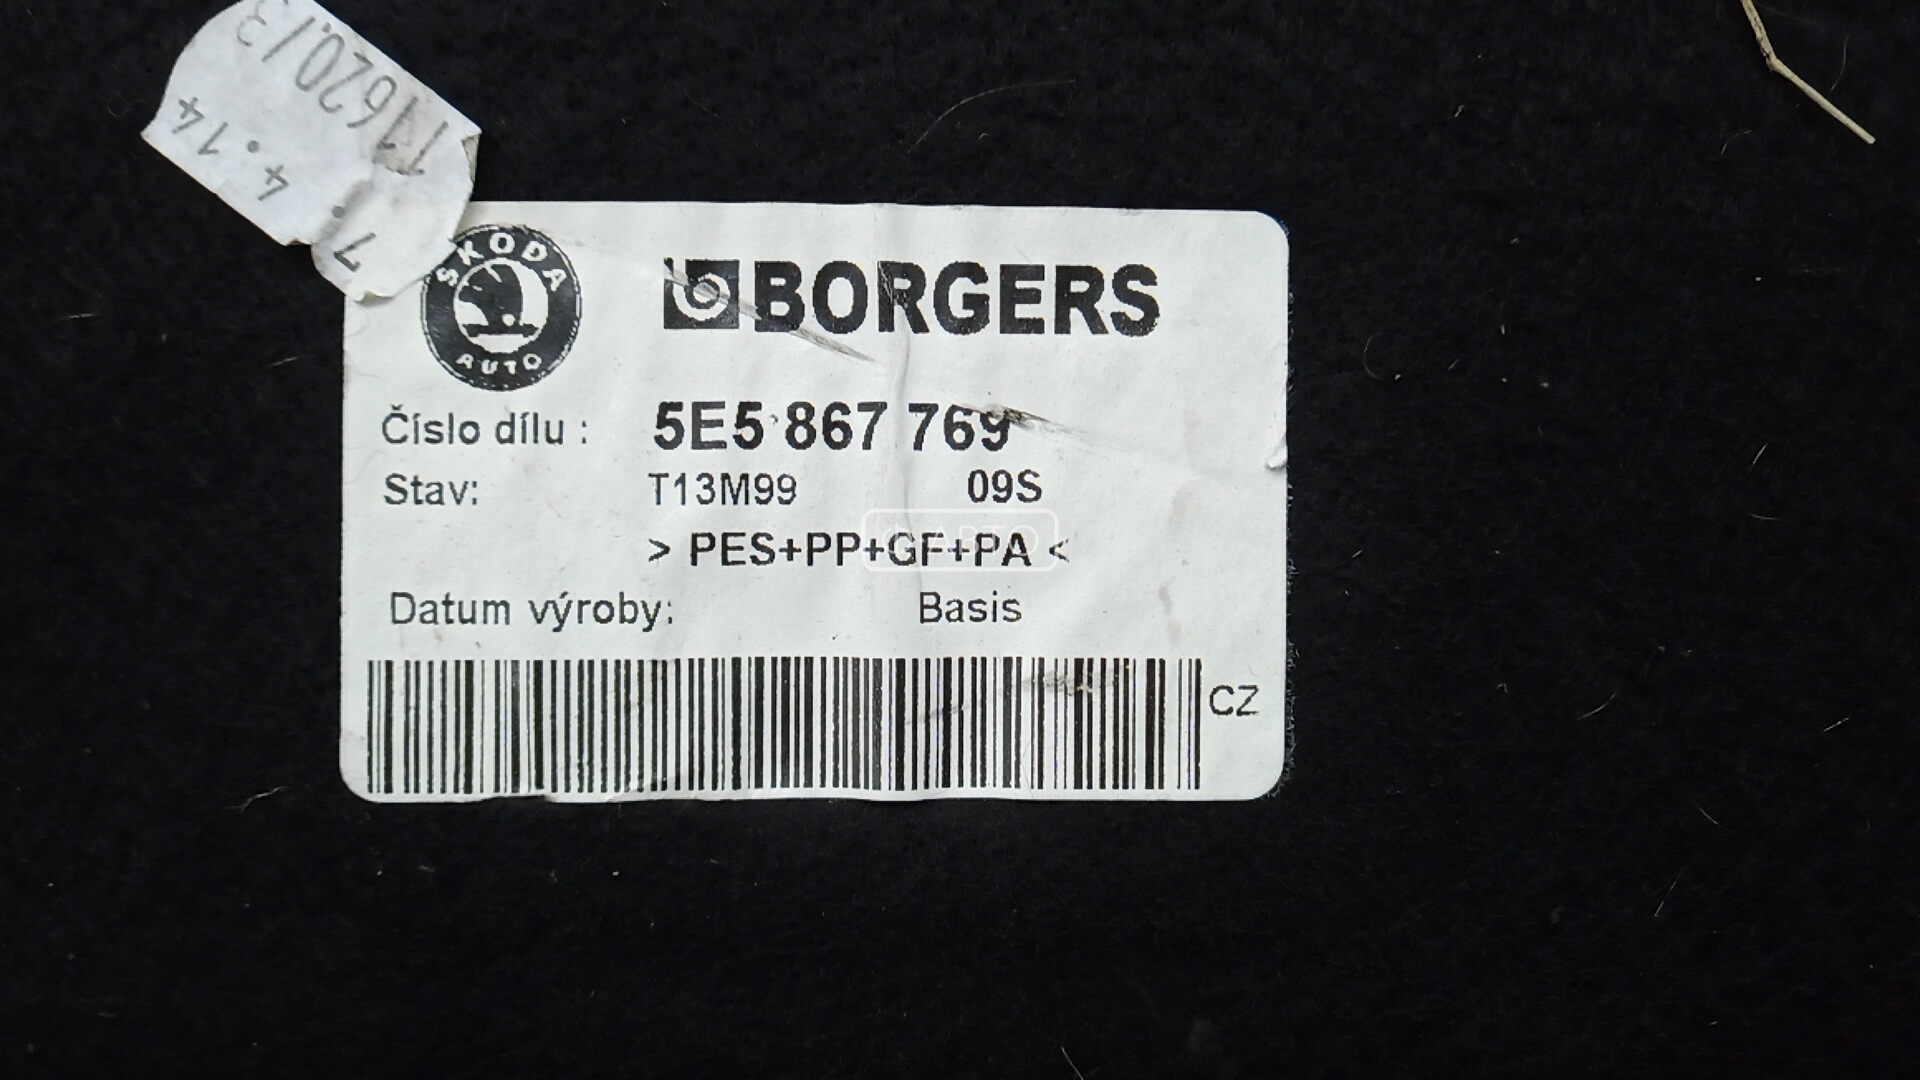 11620/3
7. 4.14
ŠKODA
AUTO
BORGERS
Číslo dílu : 5E5 867 769
Stav: T13M99 09S
> PES+PP+GF+PA <
Datum výroby: Basis
CZ